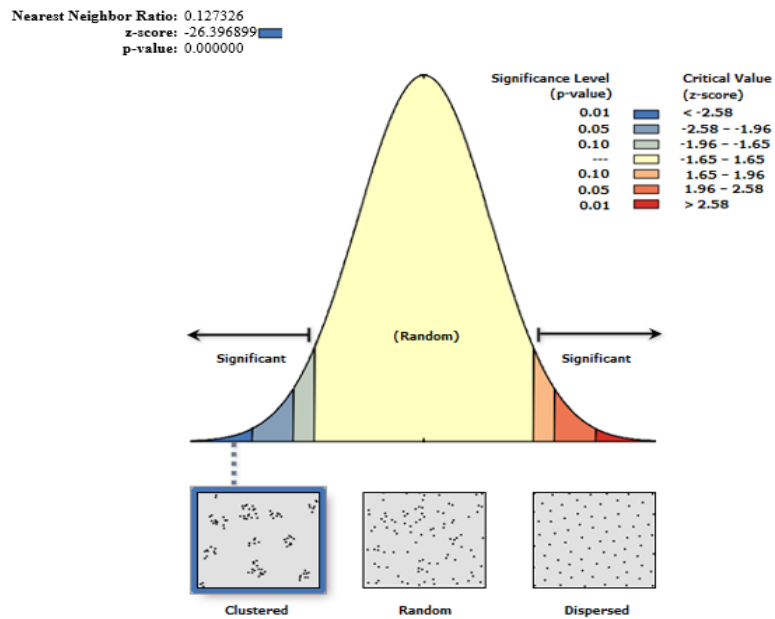 Nearest Neighbor Ratio: 0.127326
z-score: -26.396899
p-value: 0.000000
Significance Level Critical Value
(p-value) (z-score)
0.01 < -2.58
0.05 -2.58 – -1.96
0.10 -1.96 – -1.65
--- -1.65 – 1.65
0.10 1.65 – 1.96
0.05 1.96 – 2.58
0.01 > 2.58
(Random)
Significant Significant
Clustered Random Dispersed